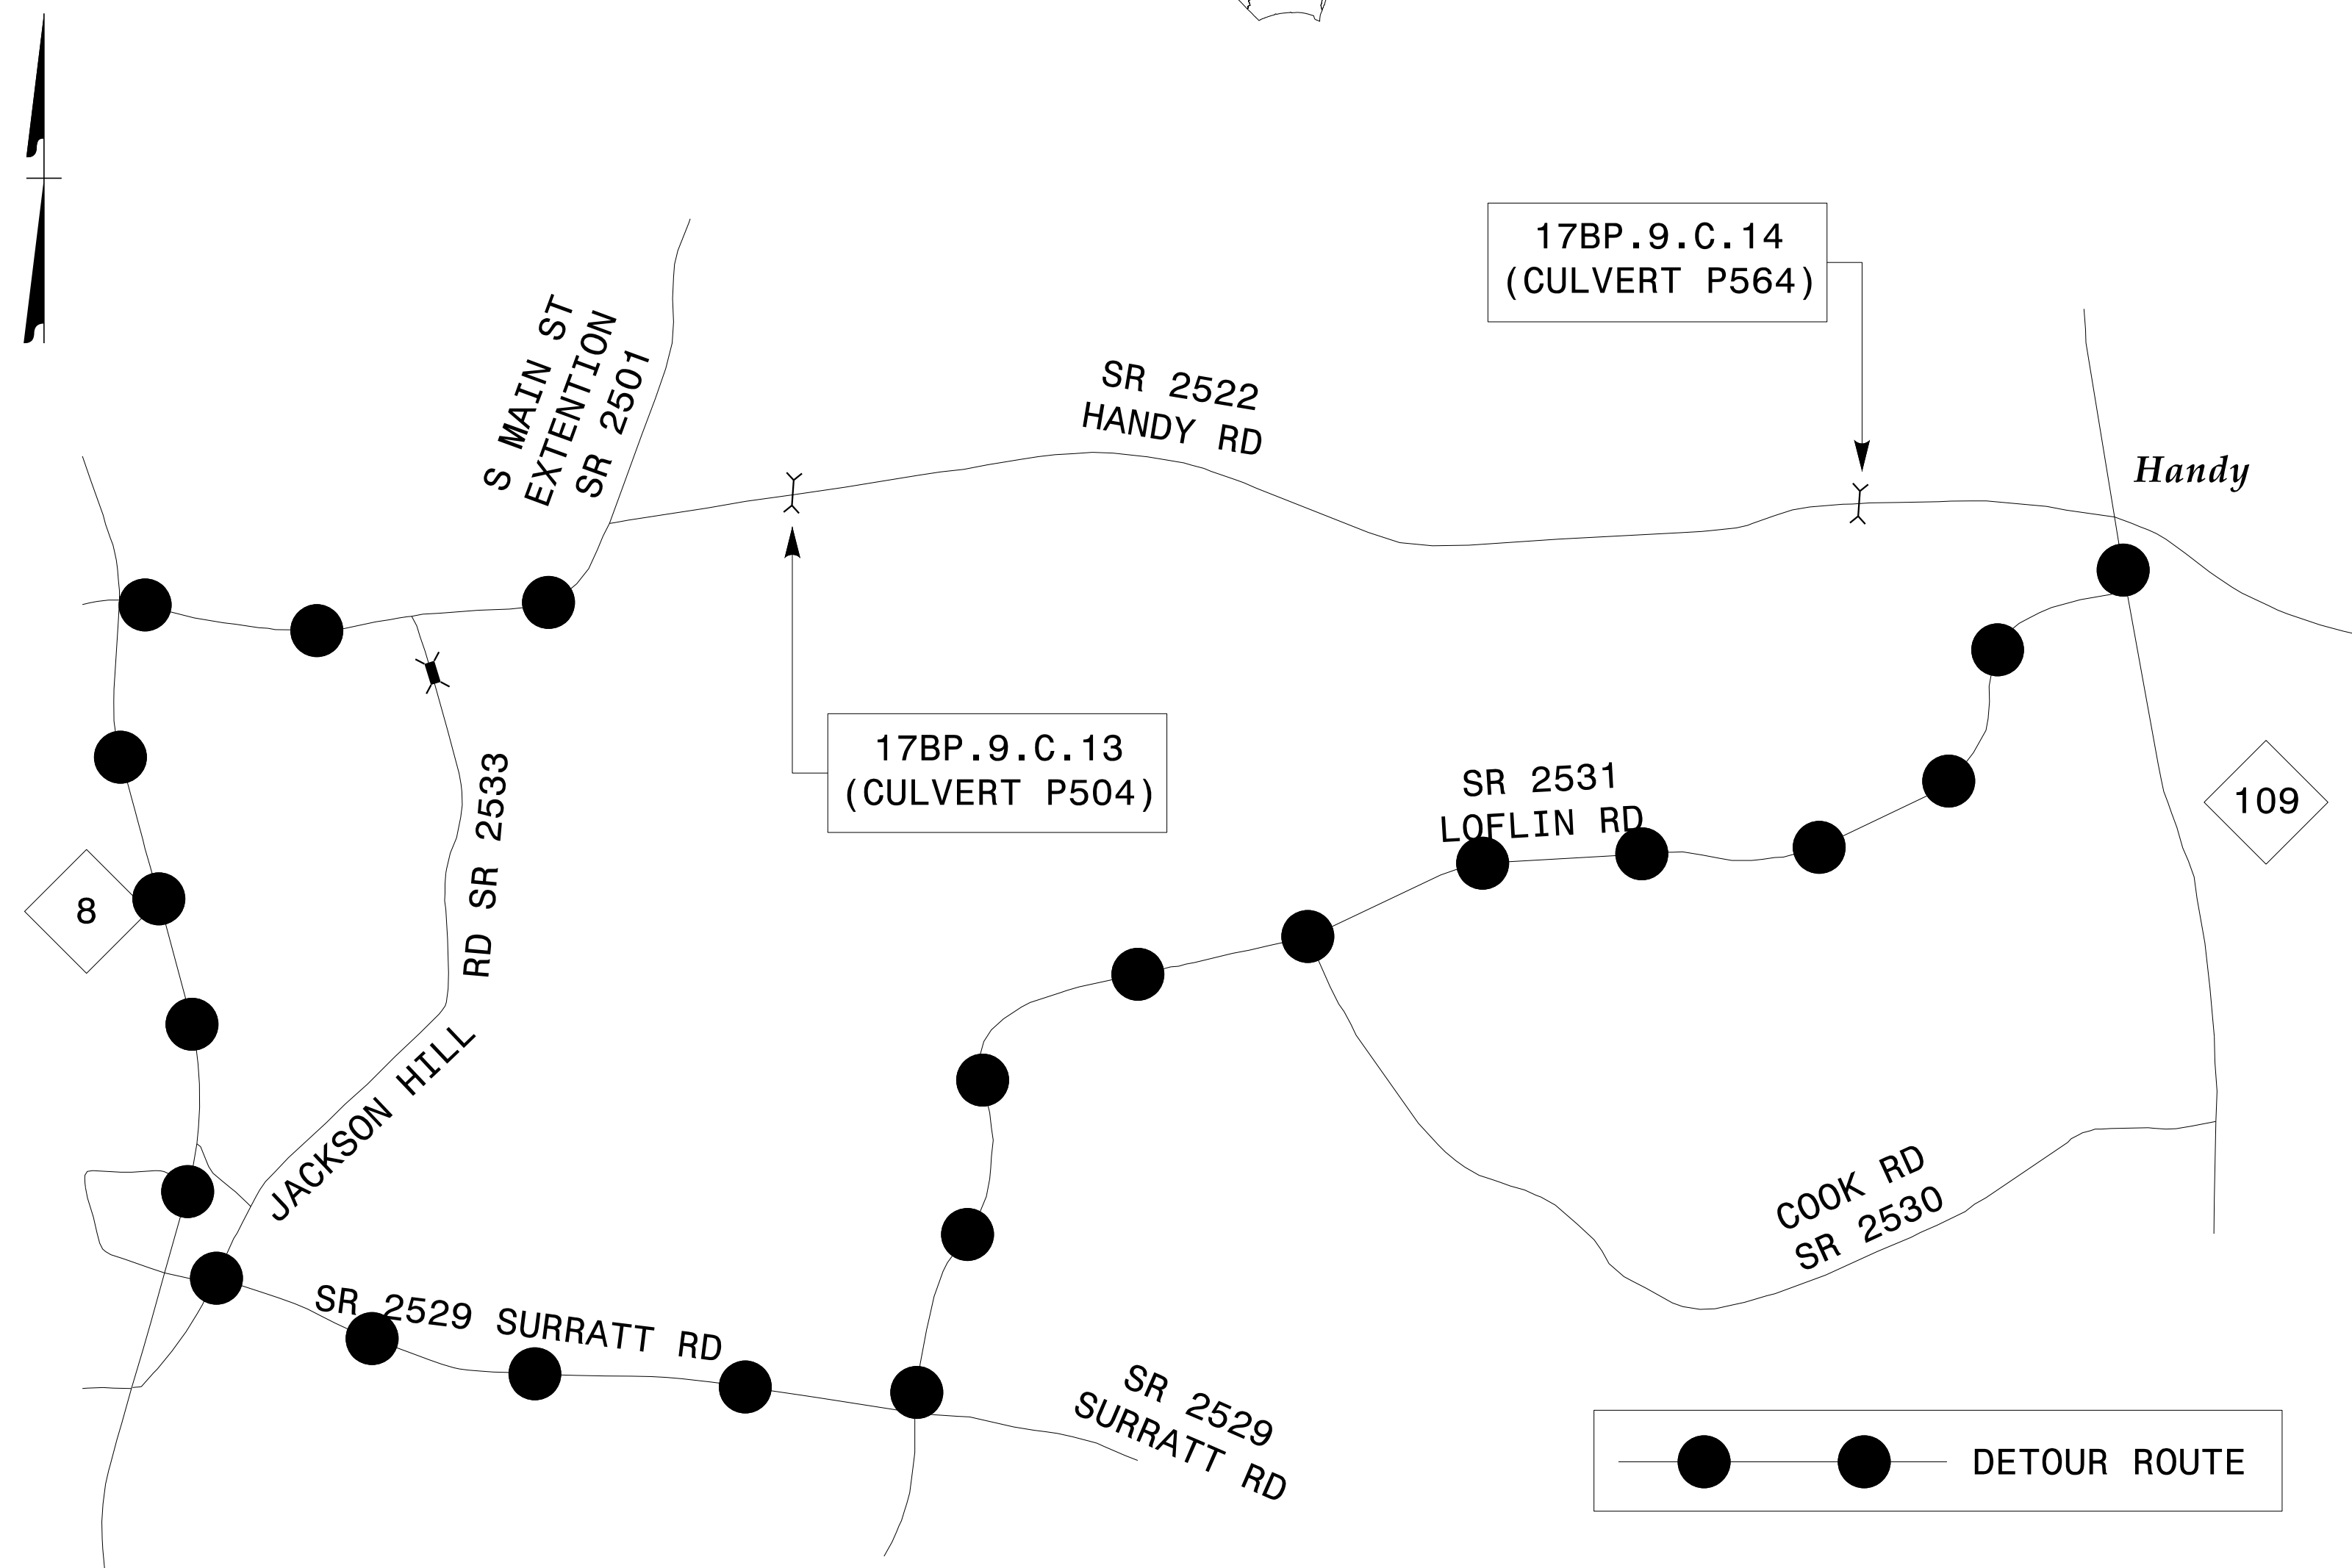 17BP.9.C.14
(CULVERT P564)
S MAIN ST
EXTENTION
SR 2501
SR 2522
HANDY RD
Handy
17BP.9.C.13
(CULVERT P504)
SR 2531
LOFLIN RD
109
8
JACKSON HILL RD SR 2533
COOK RD
SR 2530
SR 2529 SURRATT RD
SR 2529
SURRATT RD
DETOUR ROUTE